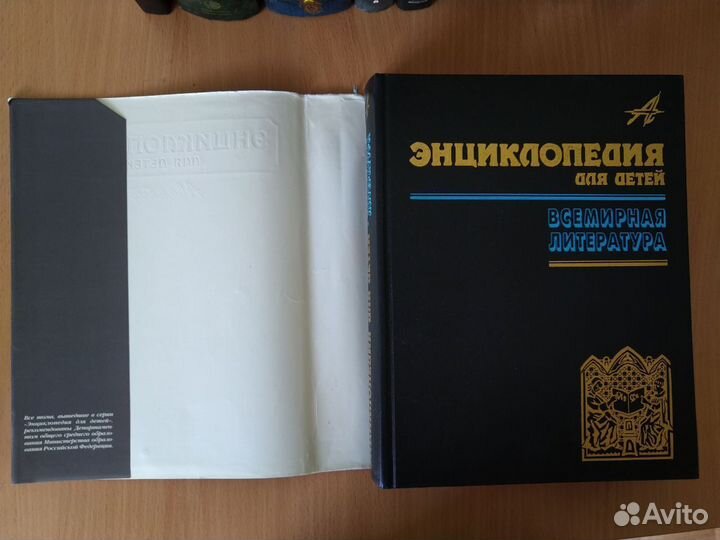 ЭНЦИКЛОПЕДИЯ
ДЛЯ ДЕТЕЙ
ВСЕМИРНАЯ
ЛИТЕРАТУРА
Все тома, вышедшие в серии
«Энциклопедия для детей»,
рекомендованы Департамен-
том общего среднего образо-
вания Министерства образо-
вания Российской Федерации.
Avito